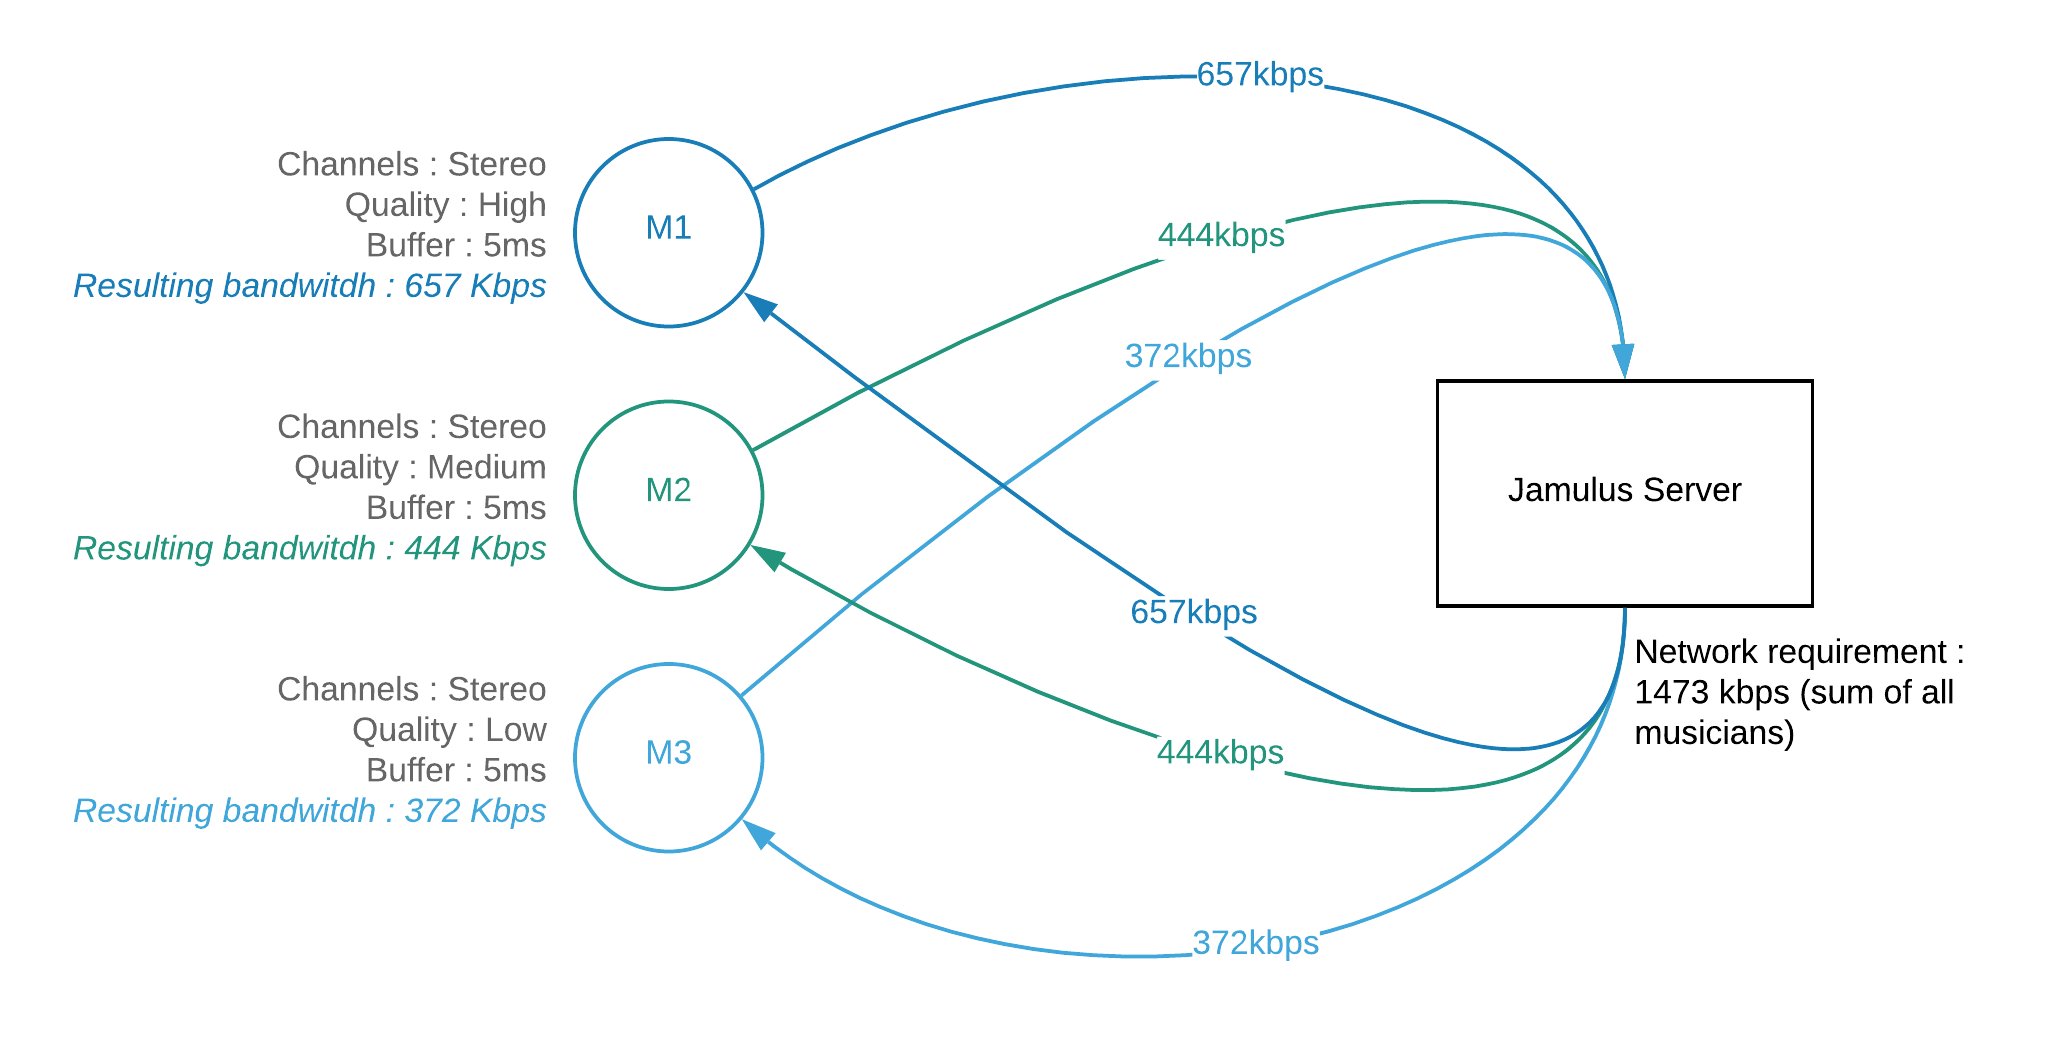 657kbps
Channels : Stereo
Quality : High
Buffer : 5ms
Resulting bandwitdh : 657 Kbps
M1
444kbps
372kbps
Channels : Stereo
Quality : Medium
Buffer : 5ms
Resulting bandwitdh : 444 Kbps
M2
Jamulus Server
657kbps
Network requirement :
1473 kbps (sum of all
musicians)
Channels : Stereo
Quality : Low
Buffer : 5ms
Resulting bandwitdh : 372 Kbps
M3
444kbps
372kbps